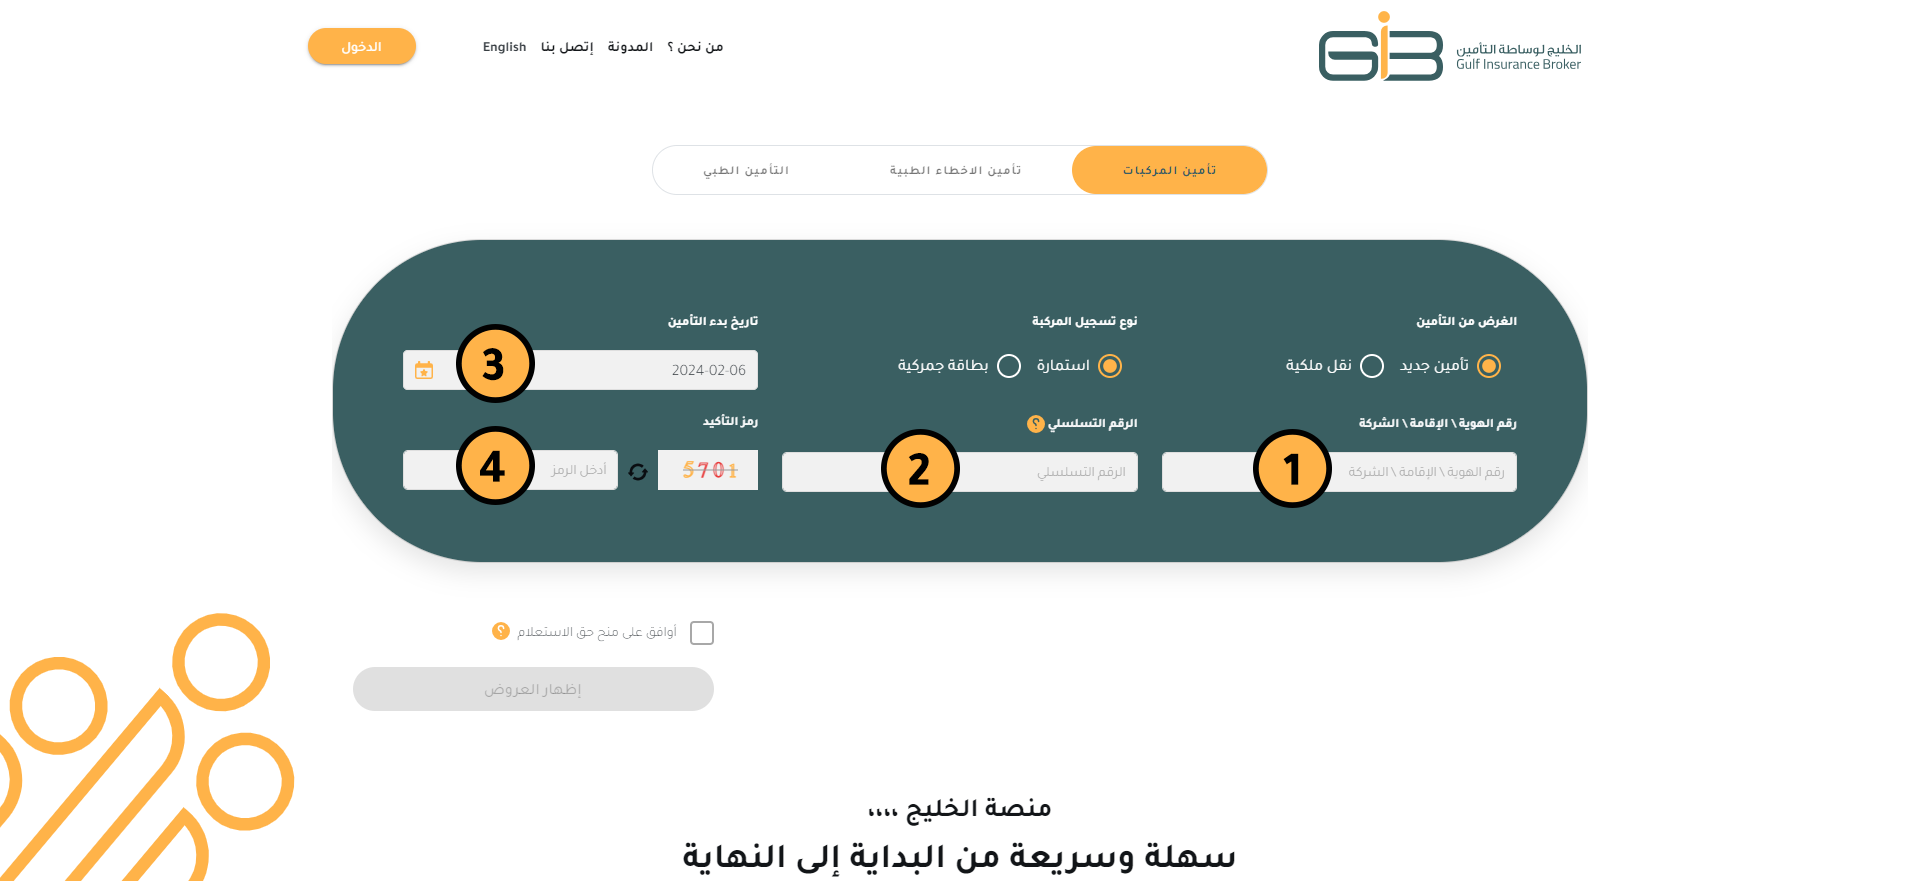 الخليج لوساطة التأمين
Gulf Insurance Broker
GiB
من نحن ؟ المدونة إتصل بنا English
الدخول
تأمين المركبات
تأمين الاخطاء الطبية
التأمين الطبي
الغرض من التأمين
تأمين جديد
نقل ملكية
نوع تسجيل المركبة
استمارة
بطاقة جمركية
تاريخ بدء التأمين
2024-02-06
3
رقم الهوية \ الإقامة \ الشركة
رقم الهوية \ الإقامة \ الشركة
1
الرقم التسلسلي ؟
الرقم التسلسلي
2
رمز التأكيد
5701
أدخل الرمز
4
أوافق على منح حق الاستعلام ؟
إظهار العروض
منصة الخليج ،،،،
سهلة وسريعة من البداية إلى النهاية